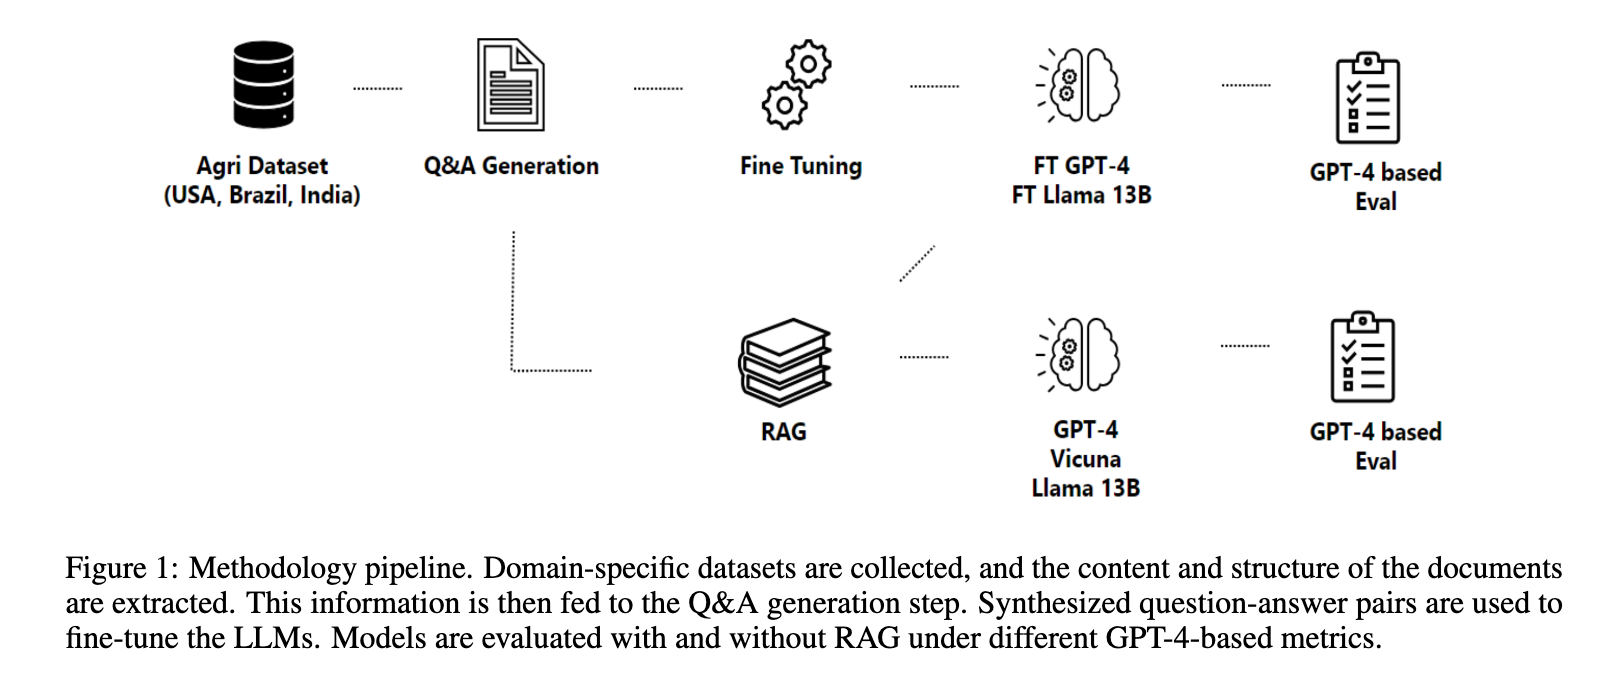 Agri Dataset
(USA, Brazil, India)
Q&A Generation
Fine Tuning
FT GPT-4
FT Llama 13B
GPT-4 based
Eval
RAG
GPT-4
Vicuna
Llama 13B
GPT-4 based
Eval
Figure 1: Methodology pipeline. Domain-specific datasets are collected, and the content and structure of the documents
are extracted. This information is then fed to the Q&A generation step. Synthesized question-answer pairs are used to
fine-tune the LLMs. Models are evaluated with and without RAG under different GPT-4-based metrics.